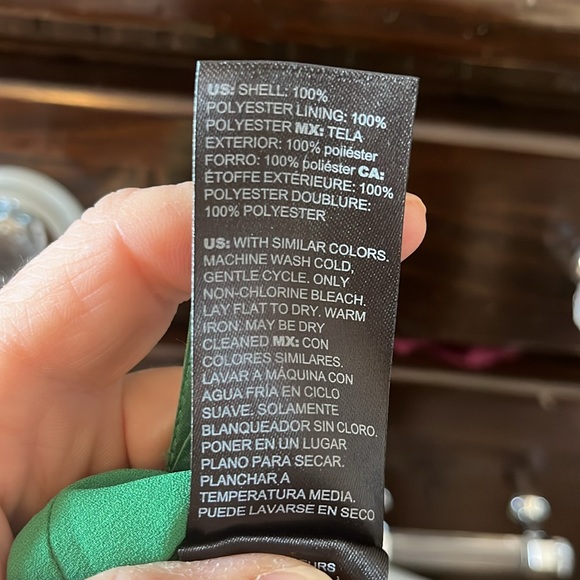 US: SHELL: 100%
POLYESTER LINING: 100%
POLYESTER MX: TELA
EXTERIOR: 100% poliéster
FORRO: 100% poliéster CA:
ÉTOFFE EXTÉRIEURE: 100%
POLYESTER DOUBLURE:
100% POLYESTER
US: WITH SIMILAR COLORS.
MACHINE WASH COLD,
GENTLE CYCLE. ONLY
NON-CHLORINE BLEACH.
LAY FLAT TO DRY. WARM
IRON: MAY BE DRY
CLEANED MX: CON
COLORES SIMILARES.
LAVAR A MÁQUINA CON
AGUA FRÍA EN CICLO
SUAVE. SOLAMENTE
BLANQUEADOR SIN CLORO.
PONER EN UN LUGAR
PLANO PARA SECAR.
PLANCHAR A
TEMPERATURA MEDIA.
PUEDE LAVARSE EN SECO